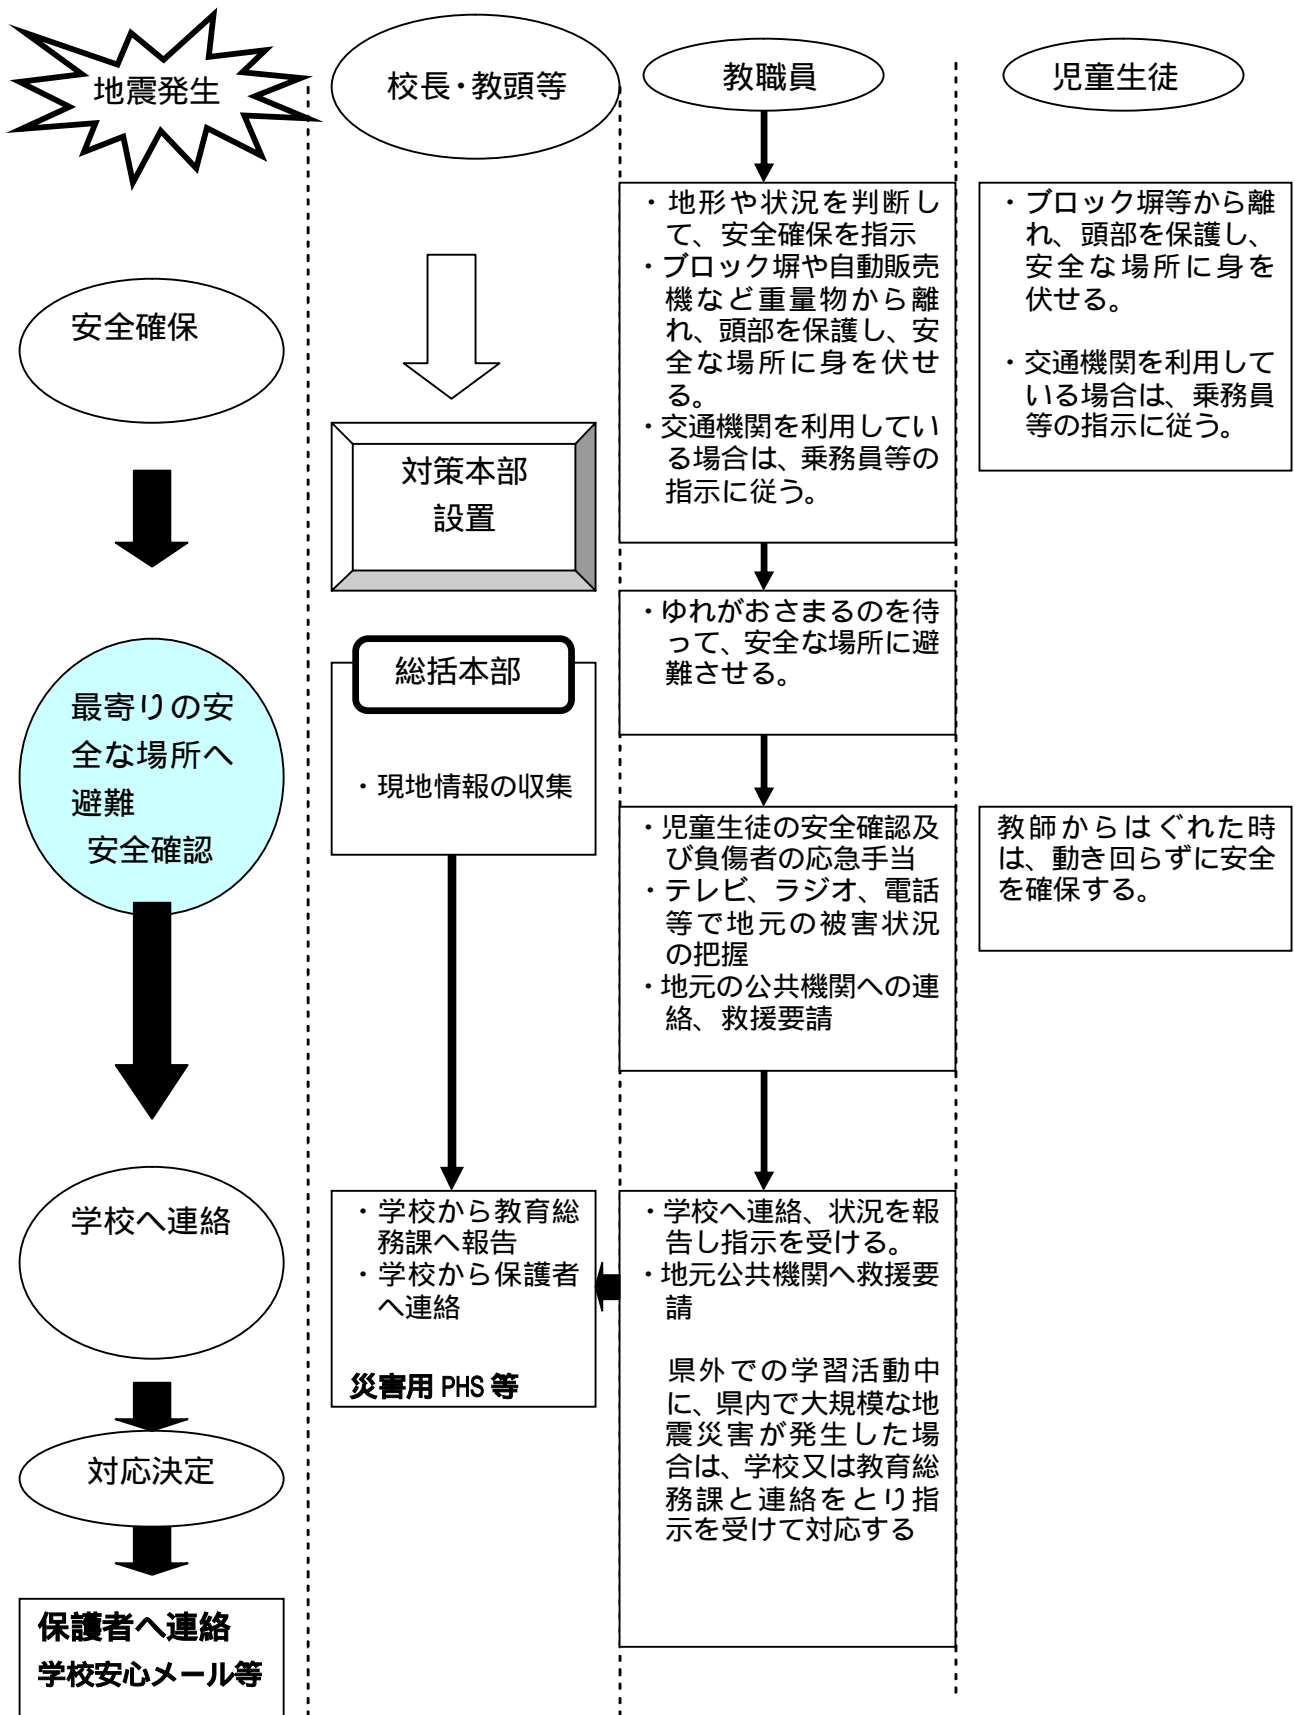 地震発生
安全確保
最寄りの安
全な場所へ
避難
安全確認
学校へ連絡
対応決定
保護者へ連絡
学校安心メール等
校長・教頭等
対策本部
設置
総括本部
・現地情報の収集
・学校から教育総
務課へ報告
・学校から保護者
へ連絡
災害用 PHS 等
教職員
・地形や状況を判断し
て、安全確保を指示
・ブロック塀や自動販売
機など重量物から離
れ、頭部を保護し、安
全な場所に身を伏せ
る。
・交通機関を利用してい
る場合は、乗務員等の
指示に従う。
・ゆれがおさまるのを待
って、安全な場所に避
難させる。
・児童生徒の安全確認及
び負傷者の応急手当
・テレビ、ラジオ、電話
等で地元の被害状況
の把握
・地元の公共機関への連
絡、救援要請
・学校へ連絡、状況を報
告し指示を受ける。
・地元公共機関へ救援要
請
県外での学習活動中
に、県内で大規模な地
震災害が発生した場
合は、学校又は教育総
務課と連絡をとり指
示を受けて対応する
児童生徒
・ブロック塀等から離
れ、頭部を保護し、
安全な場所に身を
伏せる。
・交通機関を利用して
いる場合は、乗務員
等の指示に従う。
教師からはぐれた時
は、動き回らずに安全
を確保する。